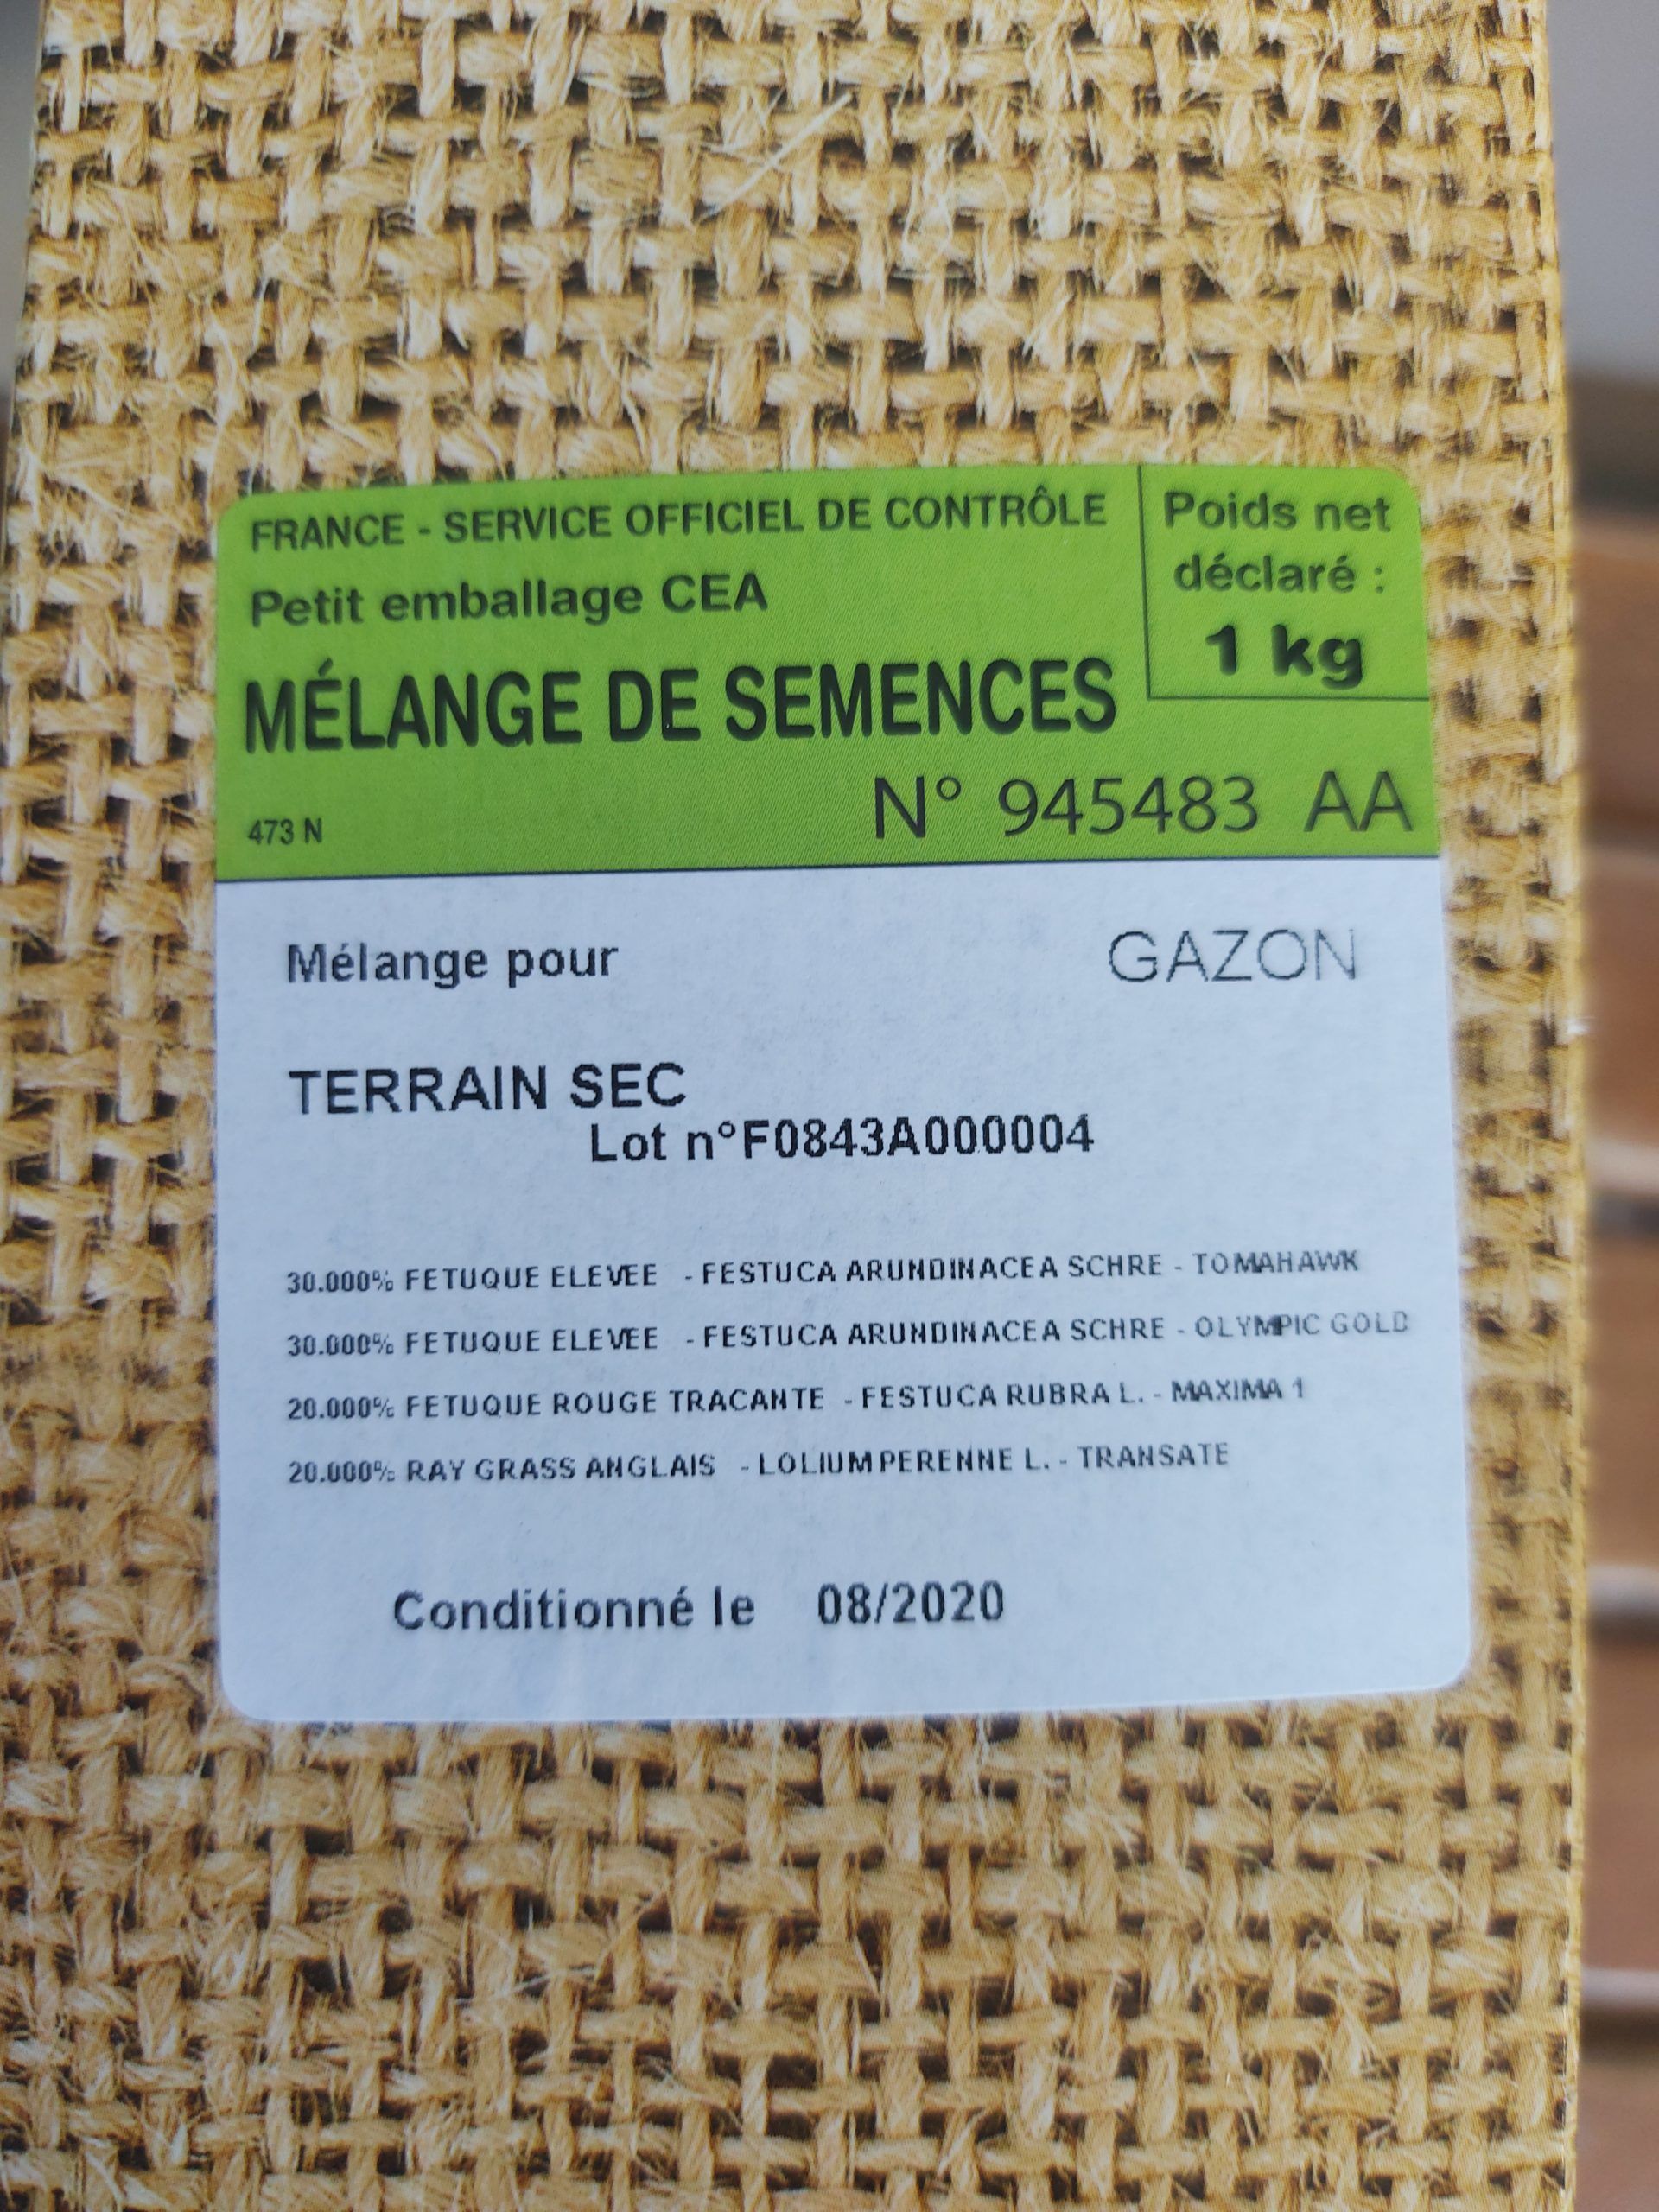 FRANCE - SERVICE OFFICIEL DE CONTRÔLE
Petit emballage CEA
MÉLANGE DE SEMENCES
Poids net
déclaré :
1 kg
473 N
N° 945483 AA
Mélange pour GAZON
TERRAIN SEC
Lot n°F0843A000004
30.000% FETUQUE ELEVEE - FESTUCA ARUNDINACEA SCHRE - TOMAHAWK
30.000% FETUQUE ELEVEE - FESTUCA ARUNDINACEA SCHRE - OLYMPIC GOLD
20.000% FETUQUE ROUGE TRACANTE - FESTUCA RUBRA L. - MAXIMA 1
20.000% RAY GRASS ANGLAIS - LOLIUM PERENNE L. - TRANSATE
Conditionné le 08/2020